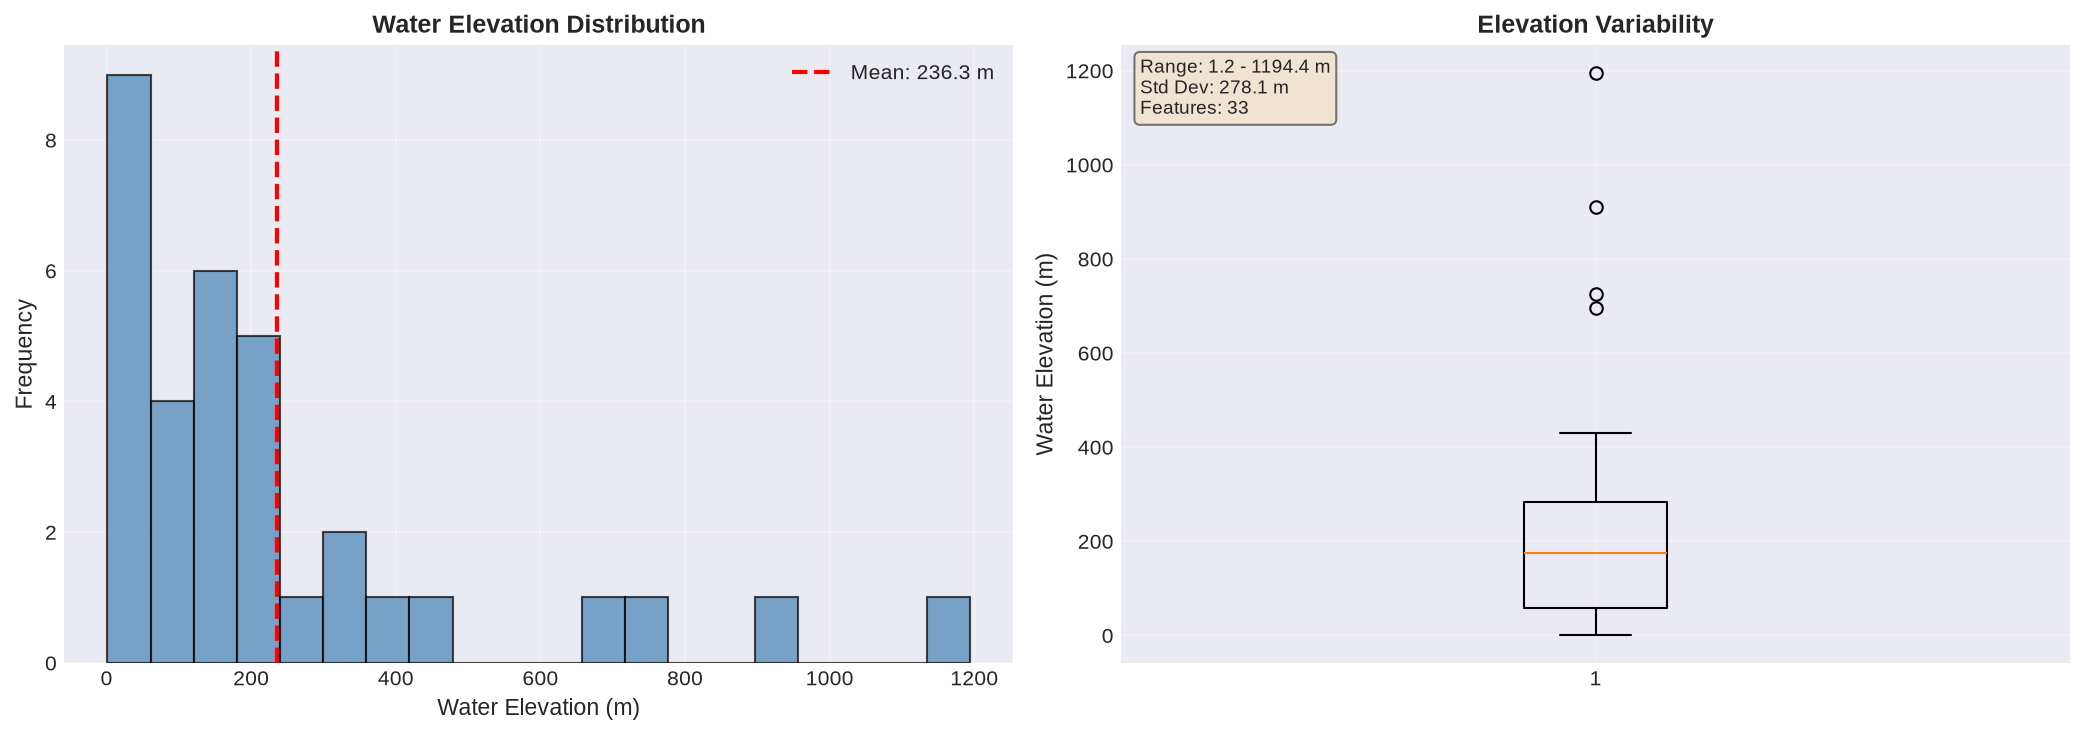 Water Elevation Distribution
Mean: 236.3 m
Frequency
8
6
4
2
0
0 200 400 600 800 1000 1200
Water Elevation (m)
Elevation Variability
Range: 1.2 - 1194.4 m
Std Dev: 278.1 m
Features: 33
Water Elevation (m)
1200
1000
800
600
400
200
0
1